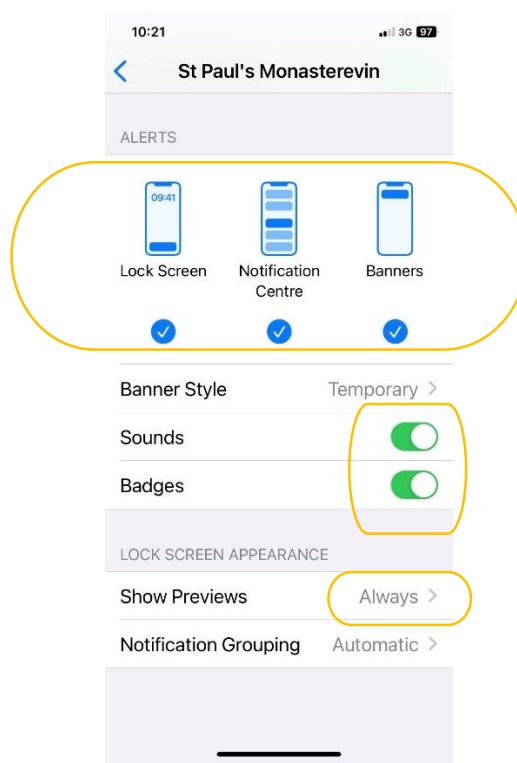 10:21 3G 97
St Paul's Monasterevin
ALERTS
09:41
Lock Screen Notification Centre Banners
Banner Style Temporary
Sounds
Badges
LOCK SCREEN APPEARANCE
Show Previews Always
Notification Grouping Automatic